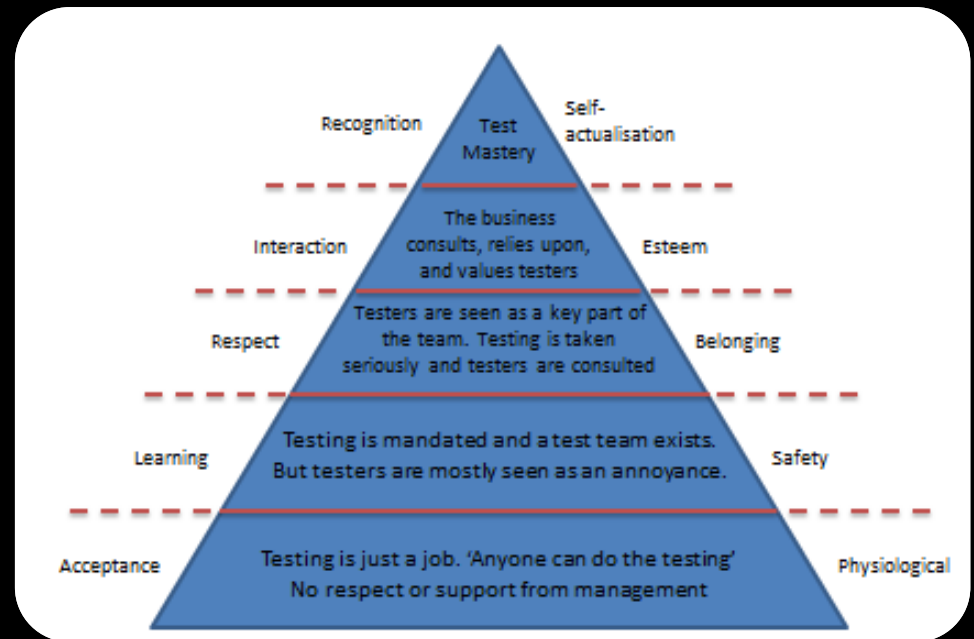 Recognition
Test
Mastery
Self-
actualisation
Interaction
The business
consults, relies upon,
and values testers
Esteem
Respect
Testers are seen as a key part of
the team. Testing is taken
seriously and testers are consulted
Belonging
Learning
Testing is mandated and a test team exists.
But testers are mostly seen as an annoyance.
Safety
Acceptance
Testing is just a job. ‘Anyone can do the testing’
No respect or support from management
Physiological